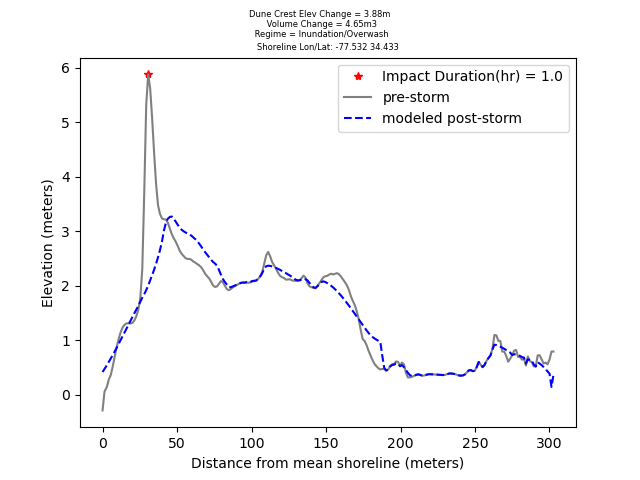 Dune Crest Elev Change = 3.88m
Volume Change = 4.65m3
Regime = Inundation/Overwash
Shoreline Lon/Lat: -77.532 34.433
Impact Duration(hr) = 1.0
pre-storm
modeled post-storm
Elevation (meters)
6
5
4
3
2
1
0
0 50 100 150 200 250 300
Distance from mean shoreline (meters)